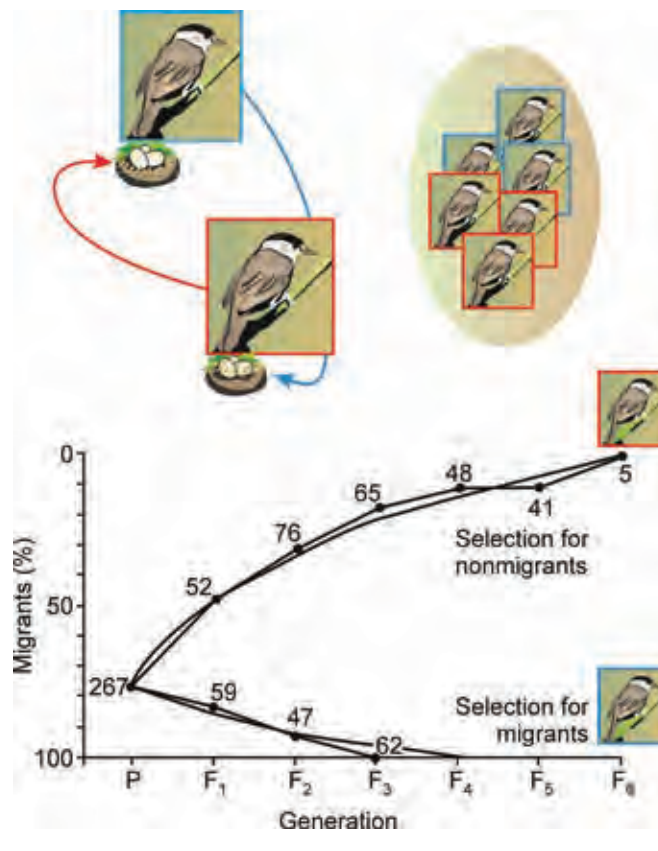 0
50
100
Migrants (%)
267
52
76
65
48
41
5
Selection for
nonmigrants
59
47
62
Selection for
migrants
P
F₁
F₂
F₃
F₄
F₅
F₆
Generation